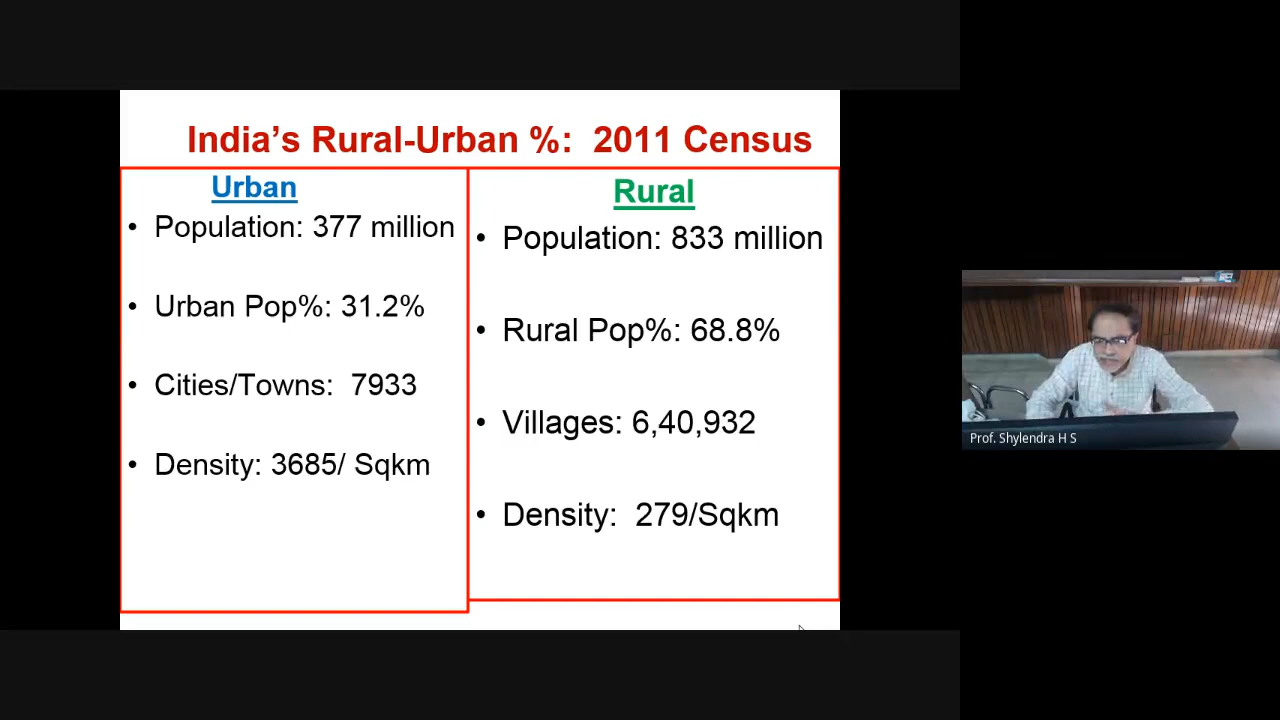 India’s Rural-Urban %:  2011 Census
Urban
• Population: 377 million
• Urban Pop%: 31.2%
• Cities/Towns:  7933
• Density: 3685/ Sqkm
Rural
• Population: 833 million
• Rural Pop%: 68.8%
• Villages: 6,40,932
• Density:  279/Sqkm
Prof. Shylendra H S